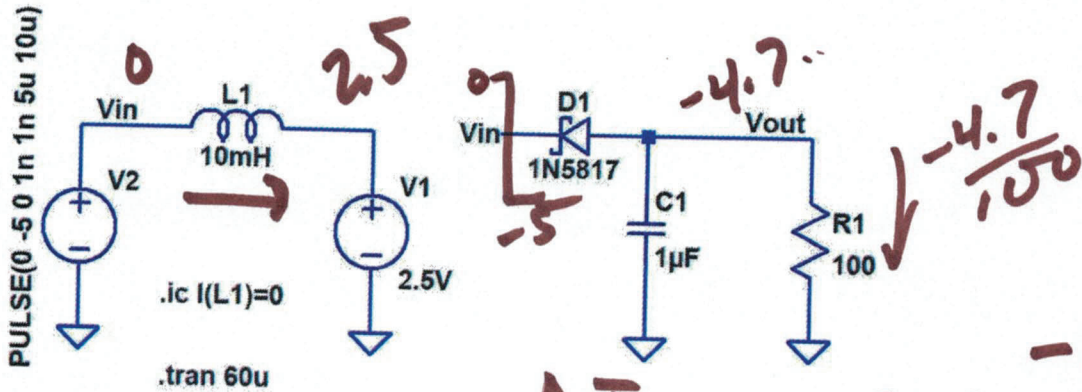 PULSE(0 -5 0 1n 1n 5u 10u)
0
2.5
Vin
L1
10mH
V2
V1
2.5V
.ic I(L1)=0
.tran 60u
0
-5
Vin
D1
1N5817
-4.7..
Vout
C1
1µF
R1
100
-4.7
100